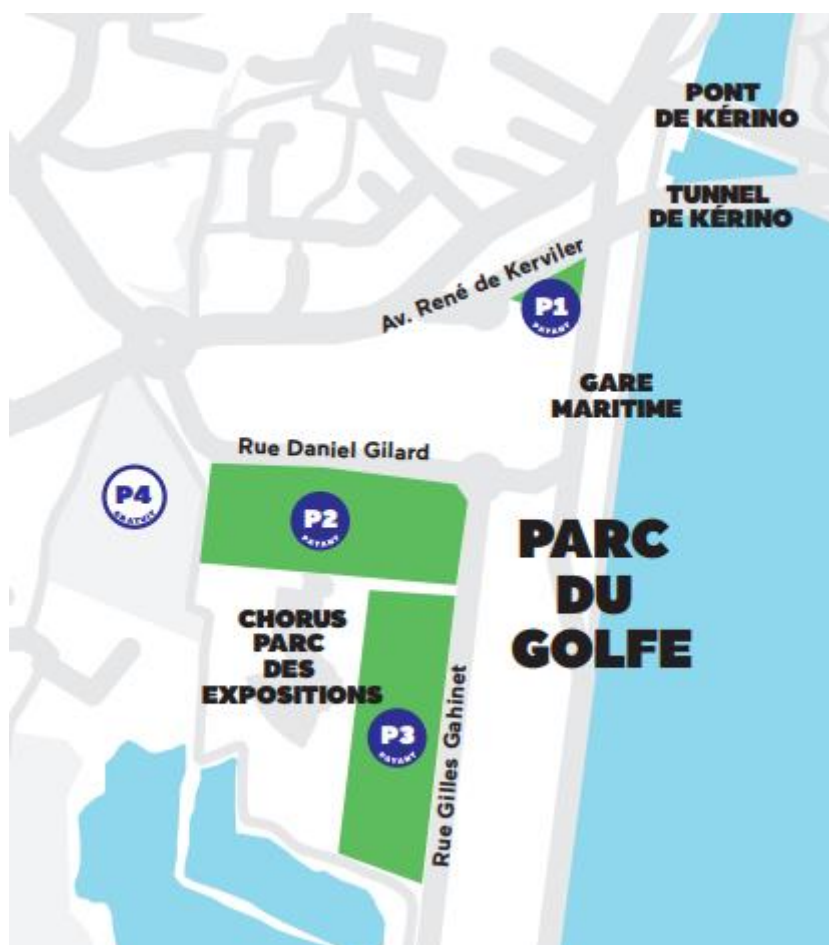 PONT
DE KÉRINO
TUNNEL
DE KÉRINO
Av. René de Kerviler
P1
PAYANT
GARE
MARITIME
Rue Daniel Gilard
P4
GRATUIT
P2
PAYANT
PARC
DU
GOLFE
CHORUS
PARC
DES
EXPOSITIONS
P3
PAYANT
Rue Gilles Gahinet